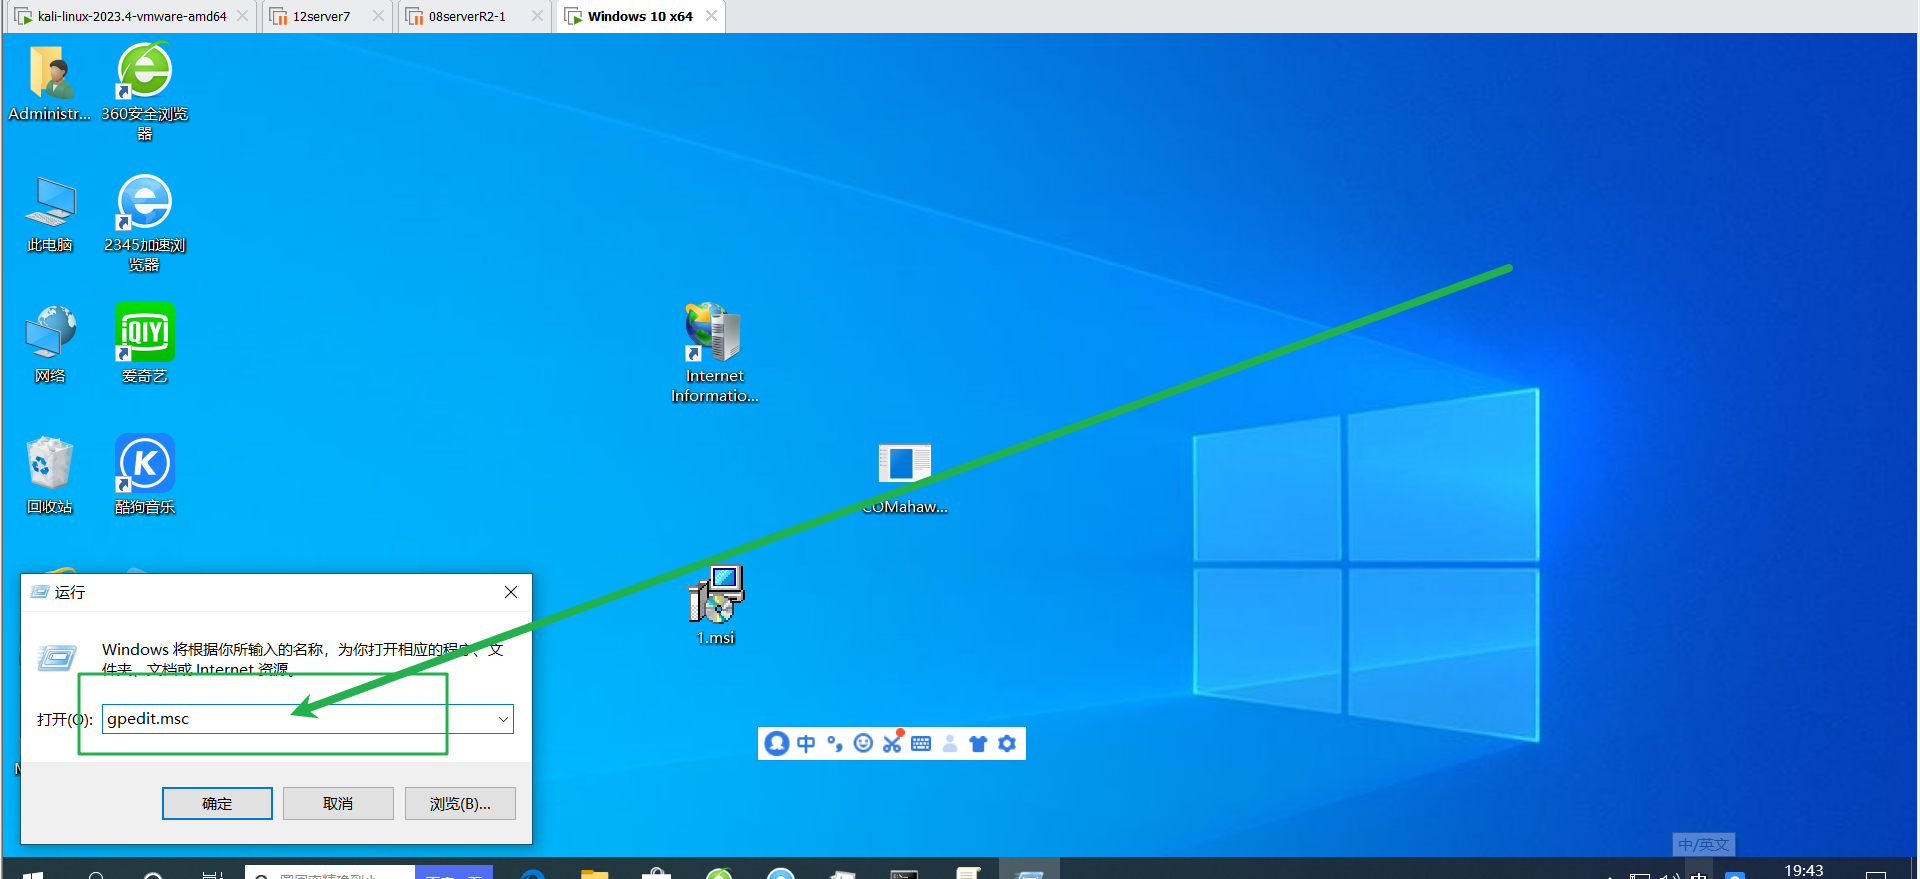 kali-linux-2023.4-vmware-amd64
12server7
08serverR2-1
Windows 10 x64
Administr...
360安全浏览
器
此电脑
2345加速浏
览器
网络
iQIYI
爱奇艺
Internet
Informatio...
回收站
K
酷狗音乐
COMahaw...
1.msi
运行
Windows 将根据你所输入的名称，为你打开相应的程序、文
件夹、文档或 Internet 资源。
打开(O):
gpedit.msc
确定
取消
浏览(B)...
中
中/英文
中
19:43